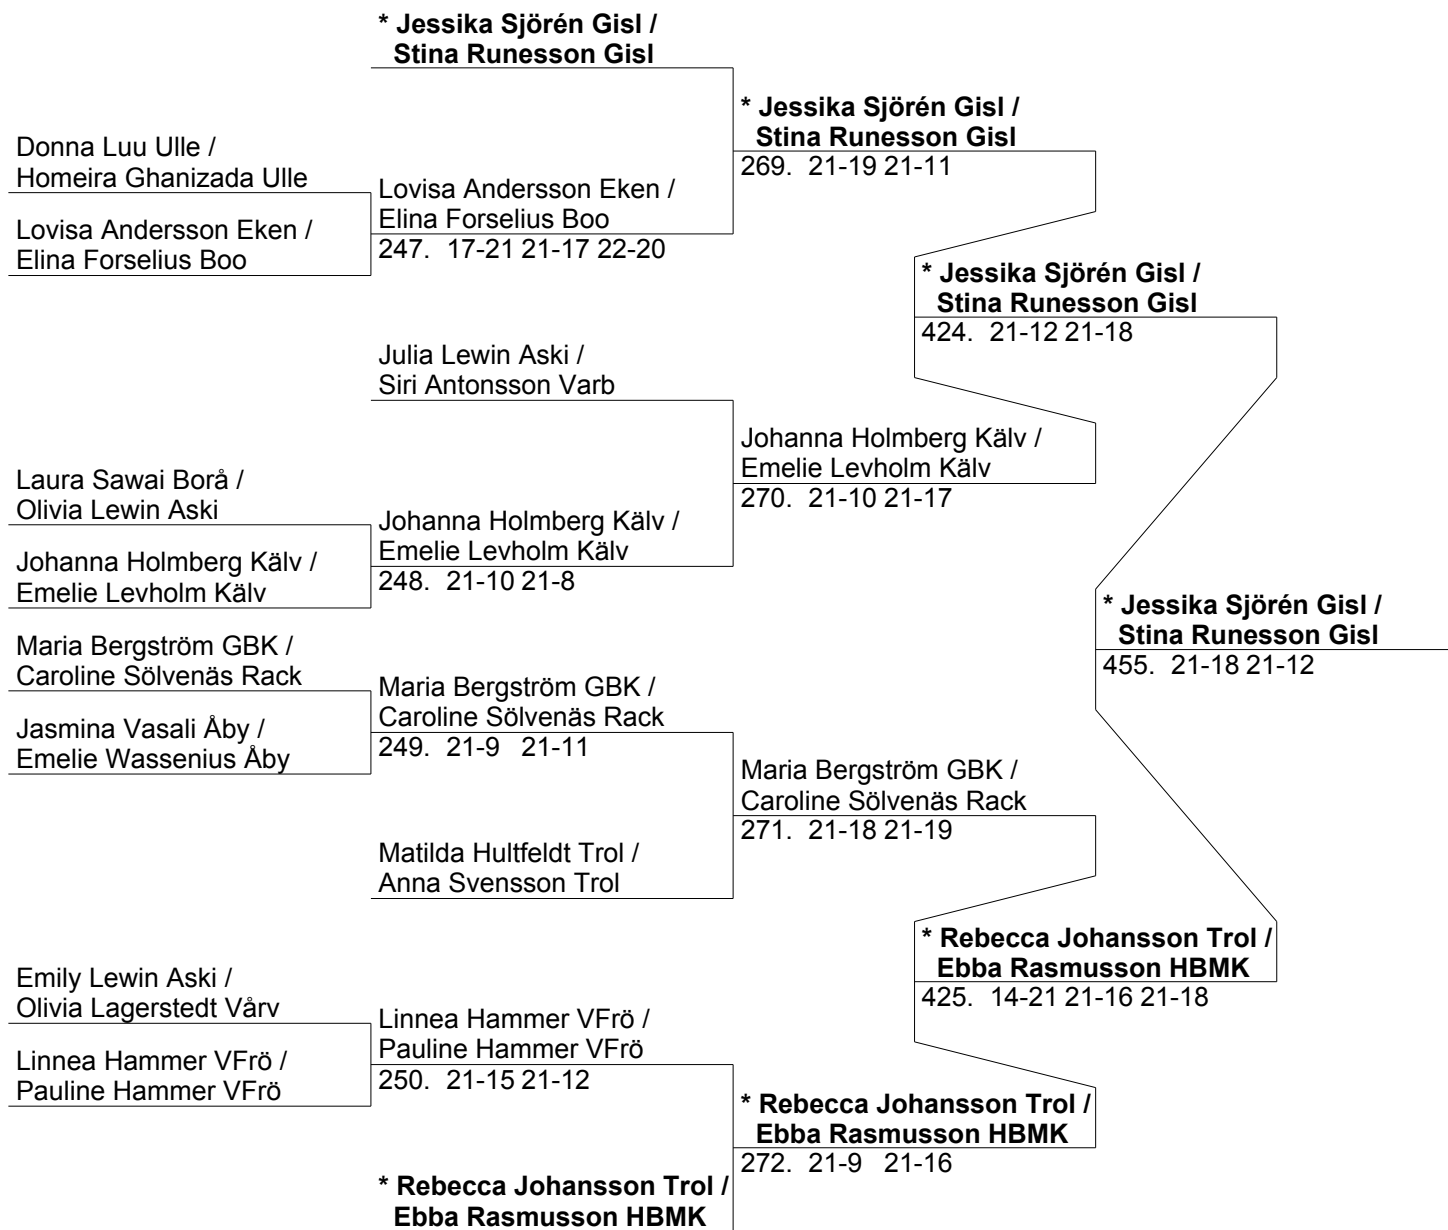 * Jessika Sjörén Gisl /
Stina Runesson Gisl
* Jessika Sjörén Gisl /
Stina Runesson Gisl
269. 21-19 21-11
Donna Luu Ulle /
Homeira Ghanizada Ulle
Lovisa Andersson Eken /
Elina Forselius Boo
247. 17-21 21-17 22-20
Lovisa Andersson Eken /
Elina Forselius Boo
* Jessika Sjörén Gisl /
Stina Runesson Gisl
424. 21-12 21-18
Julia Lewin Aski /
Siri Antonsson Varb
Johanna Holmberg Kälv /
Emelie Levholm Kälv
270. 21-10 21-17
Laura Sawai Borå /
Olivia Lewin Aski
Johanna Holmberg Kälv /
Emelie Levholm Kälv
248. 21-10 21-8
Johanna Holmberg Kälv /
Emelie Levholm Kälv
* Jessika Sjörén Gisl /
Stina Runesson Gisl
455. 21-18 21-12
Maria Bergström GBK /
Caroline Sölvenäs Rack
Maria Bergström GBK /
Caroline Sölvenäs Rack
249. 21-9 21-11
Jasmina Vasali Åby /
Emelie Wassenius Åby
Maria Bergström GBK /
Caroline Sölvenäs Rack
271. 21-18 21-19
Matilda Hultfeldt Trol /
Anna Svensson Trol
* Rebecca Johansson Trol /
Ebba Rasmusson HBMK
425. 14-21 21-16 21-18
Emily Lewin Aski /
Olivia Lagerstedt Vårv
Linnea Hammer VFrö /
Pauline Hammer VFrö
250. 21-15 21-12
Linnea Hammer VFrö /
Pauline Hammer VFrö
* Rebecca Johansson Trol /
Ebba Rasmusson HBMK
272. 21-9 21-16
* Rebecca Johansson Trol /
Ebba Rasmusson HBMK